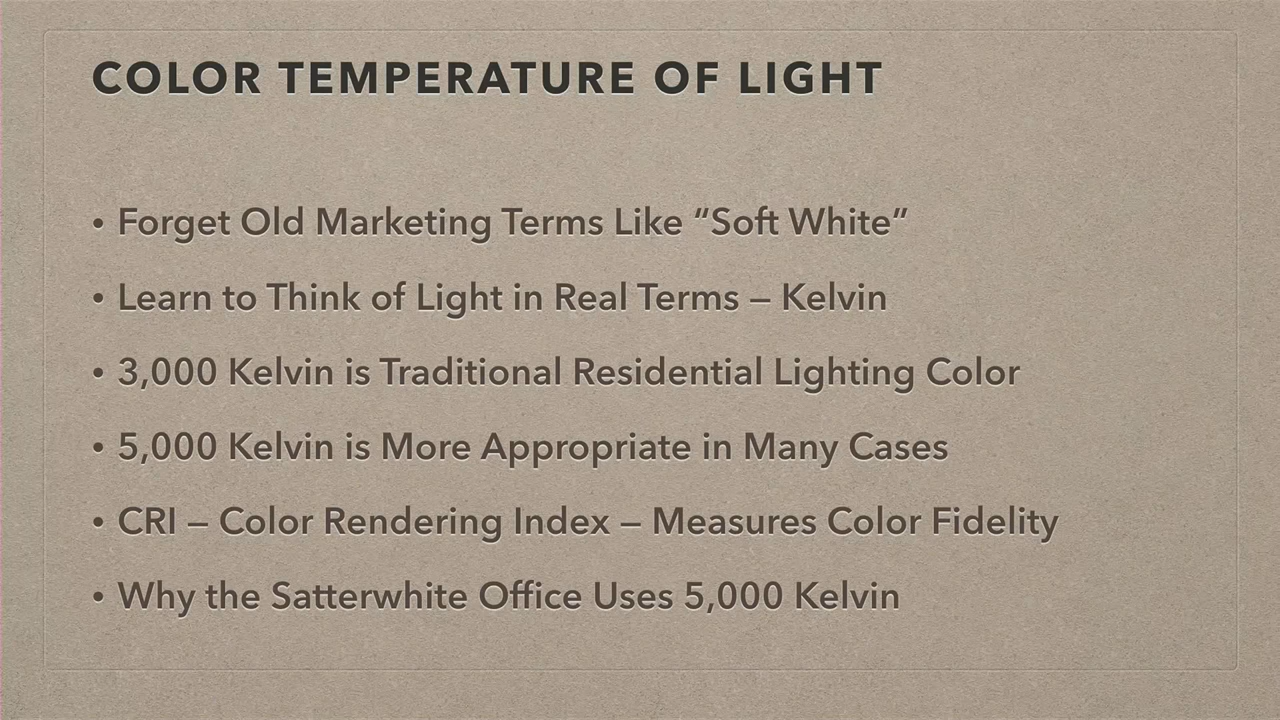 COLOR TEMPERATURE OF LIGHT
• Forget Old Marketing Terms Like “Soft White”
• Learn to Think of Light in Real Terms – Kelvin
• 3,000 Kelvin is Traditional Residential Lighting Color
• 5,000 Kelvin is More Appropriate in Many Cases
• CRI – Color Rendering Index – Measures Color Fidelity
• Why the Satterwhite Office Uses 5,000 Kelvin